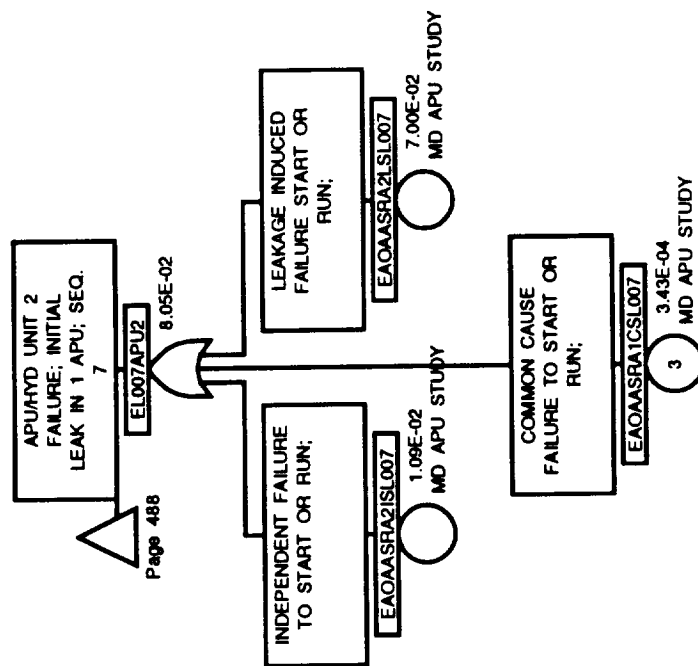 APU/HYD UNIT 2
FAILURE; INITIAL
LEAK IN 1 APU; SEQ.
7
EL007APU2
8.05E-02
Page 488
INDEPENDENT FAILURE
TO START OR RUN;
EAOAASRA2ISL007
1.09E-02
MD APU STUDY
LEAKAGE INDUCED
FAILURE START OR
RUN;
EAOAASRA2LSL007
7.00E-02
MD APU STUDY
COMMON CAUSE
FAILURE TO START OR
RUN;
EAOAASRA1CSL007
3
3.43E-04
MD APU STUDY